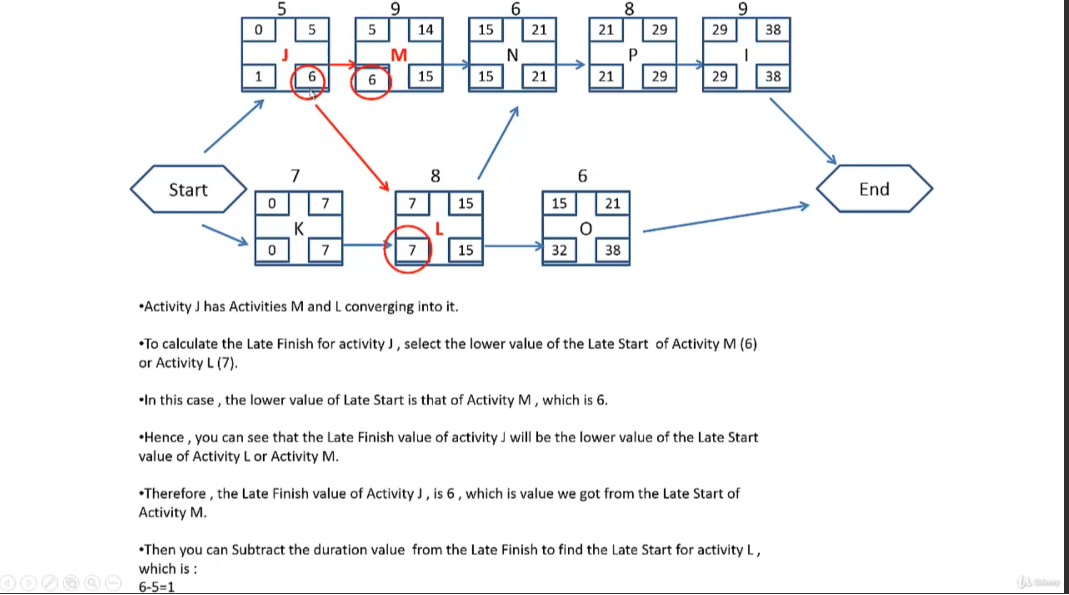 5 9 6 8 9
0 5 5 14 15 21 21 29 29 38
J M N P I
1 6 6 15 15 21 21 29 29 38
7 8 6
Start End
0 7 7 15 15 21
K L O
0 7 7 15 32 38
•Activity J has Activities M and L converging into it.
•To calculate the Late Finish for activity J , select the lower value of the Late Start of Activity M (6)
or Activity L (7).
•In this case , the lower value of Late Start is that of Activity M , which is 6.
•Hence , you can see that the Late Finish value of activity J will be the lower value of the Late Start
value of Activity L or Activity M.
•Therefore , the Late Finish value of Activity J , is 6 , which is value we got from the Late Start of
Activity M.
•Then you can Subtract the duration value from the Late Finish to find the Late Start for activity L ,
which is :
6-5=1
Udemy